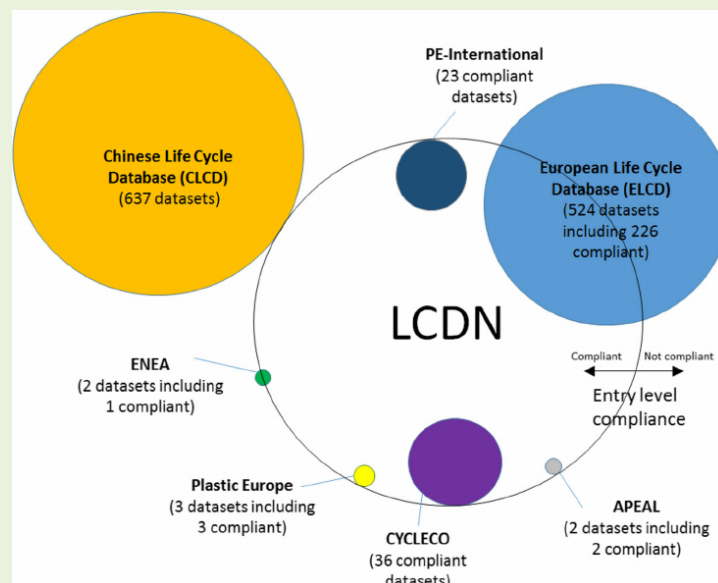 PE-International
(23 compliant
datasets)
Chinese Life Cycle
Database (CLCD)
(637 datasets)
European Life Cycle
Database (ELCD)
(524 datasets
including 226
compliant)
LCDN
Compliant
Not compliant
Entry level
compliance
ENEA
(2 datasets including
1 compliant)
Plastic Europe
(3 datasets including
3 compliant)
CYCLECO
(36 compliant
datasets)
APEAL
(2 datasets including
2 compliant)